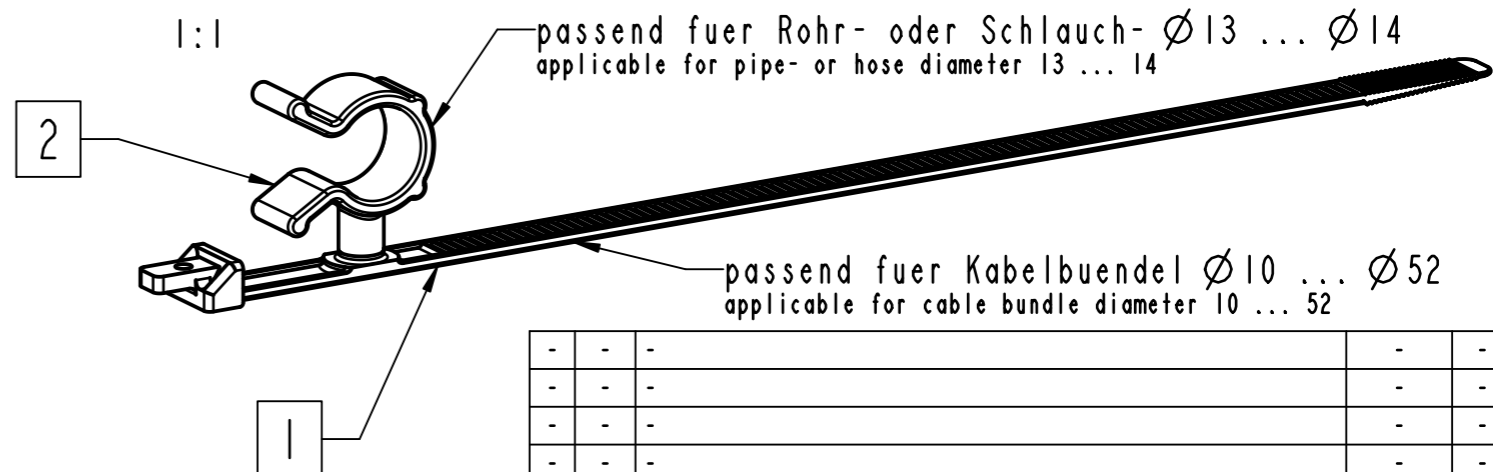 1:1
passend fuer Rohr- oder Schlauch- Ø13 ... Ø14
applicable for pipe- or hose diameter 13 ... 14
2
passend fuer Kabelbuendel Ø10 ... Ø52
applicable for cable bundle diameter 10 ... 52
- - - - -
- - - - -
- - - - -
- - - - -
1